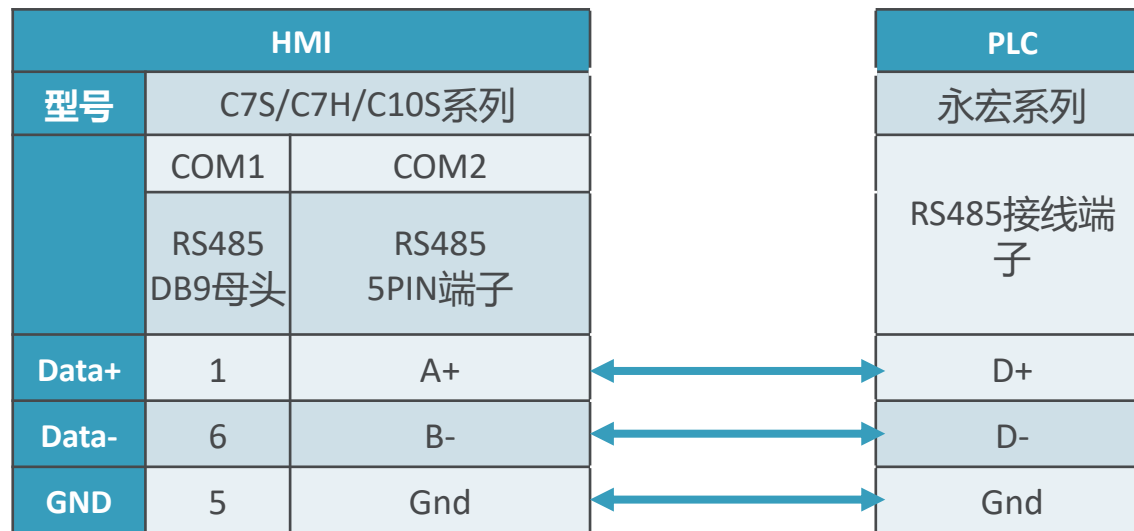 HMI
PLC
型号
C7S/C7H/C10S系列
永宏系列
COM1
COM2
RS485
DB9母头
RS485
5PIN端子
RS485接线端
子
Data+
1
A+
D+
Data-
6
B-
D-
GND
5
Gnd
Gnd